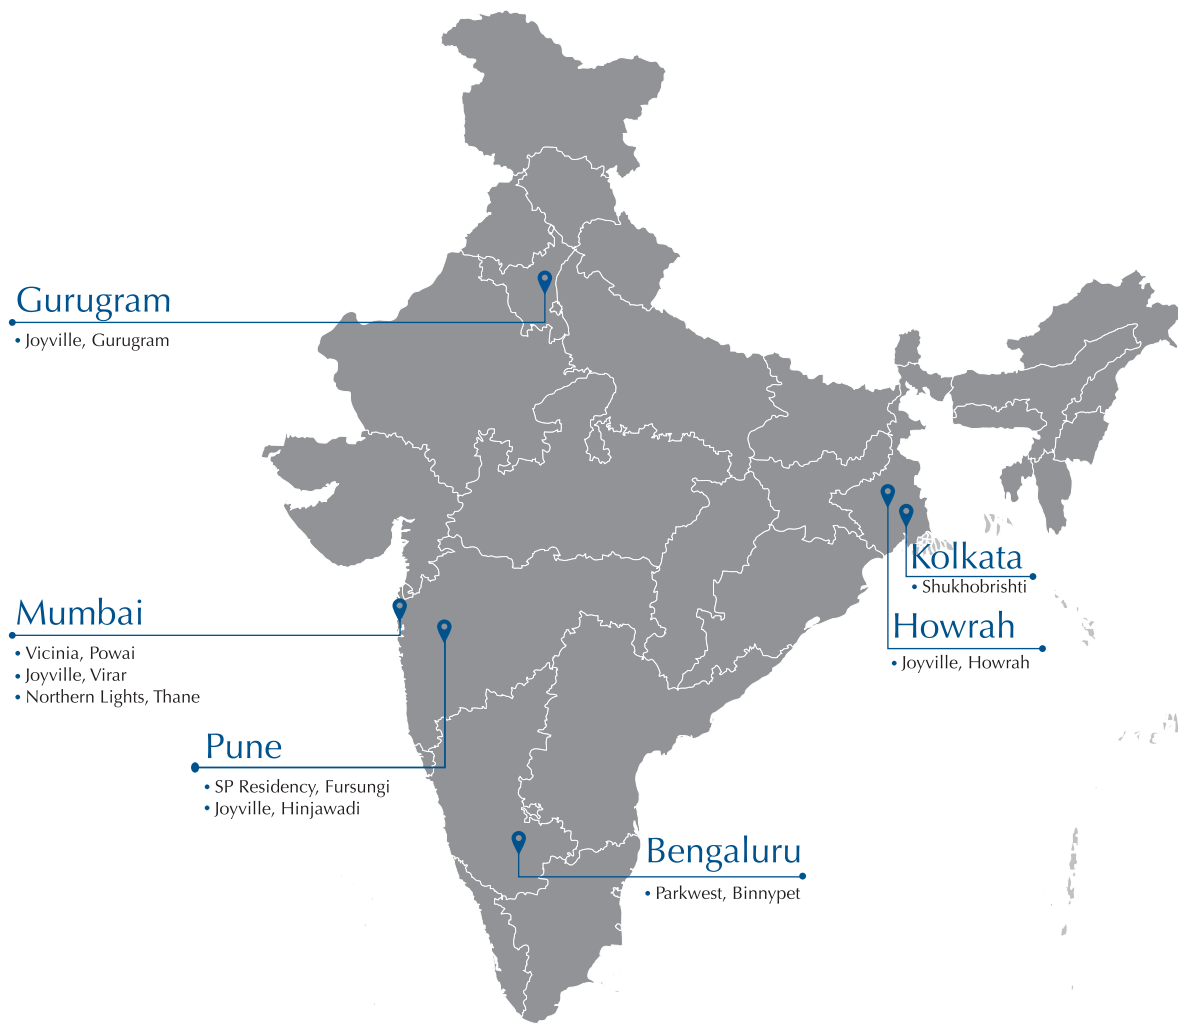 Gurugram
• Joyville, Gurugram
Kolkata
• Shukhobrishti
Mumbai
• Vicinia, Powai
• Joyville, Virar
• Northern Lights, Thane
Howrah
• Joyville, Howrah
Pune
• SP Residency, Fursungi
• Joyville, Hinjawadi
Bengaluru
• Parkwest, Binnypet